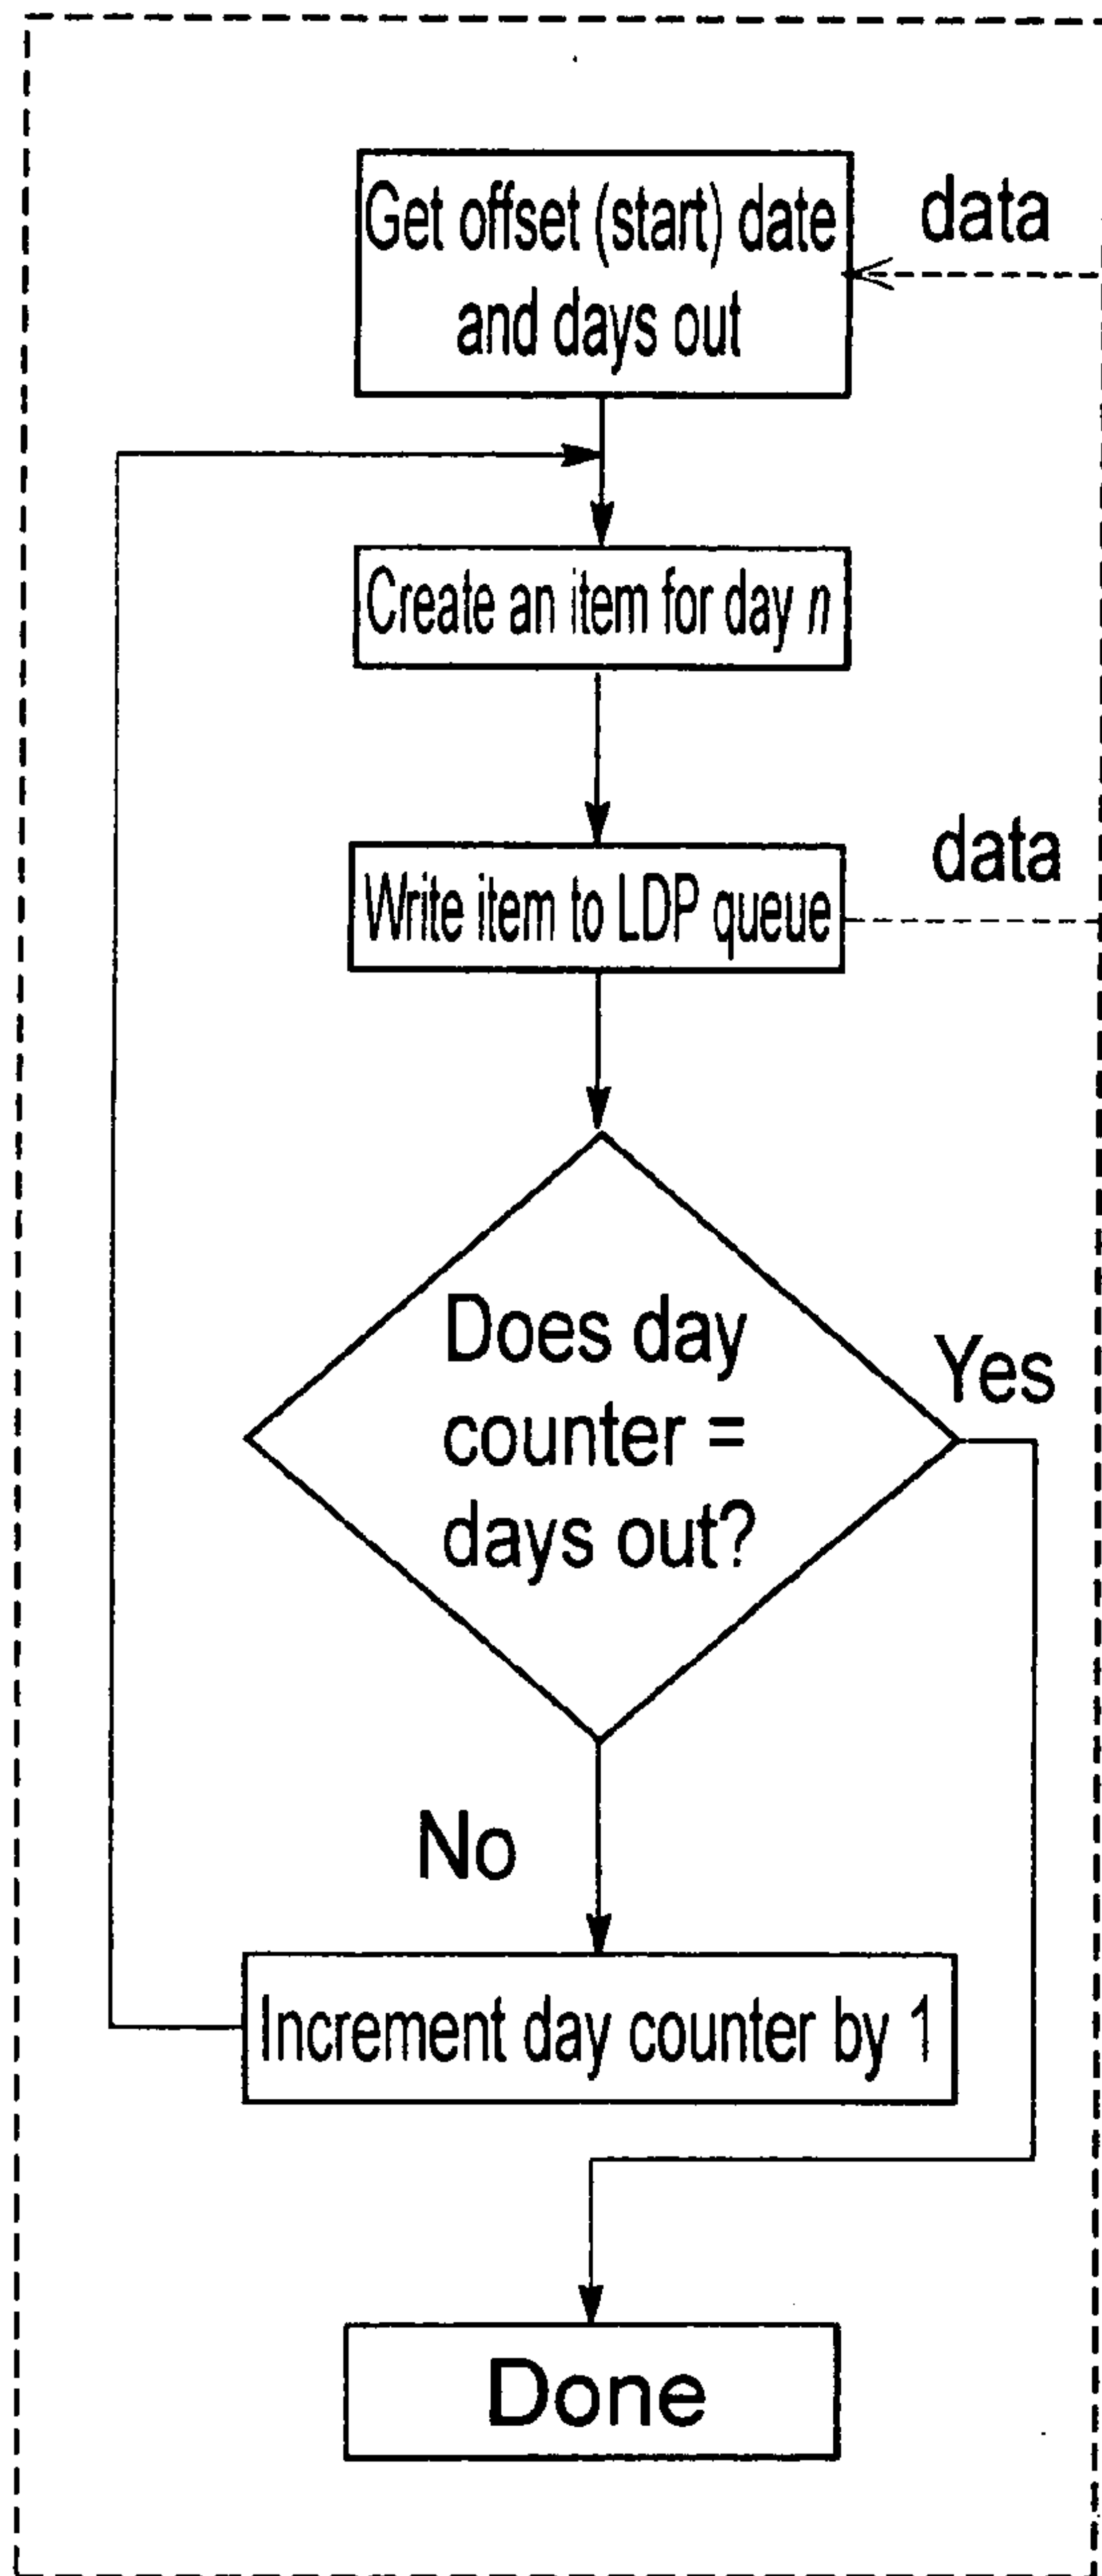 Get offset (start) date
and days out
data
Create an item for day n
Write item to LDP queue
data
Does day
counter =
days out?
Yes
No
Increment day counter by 1
Done